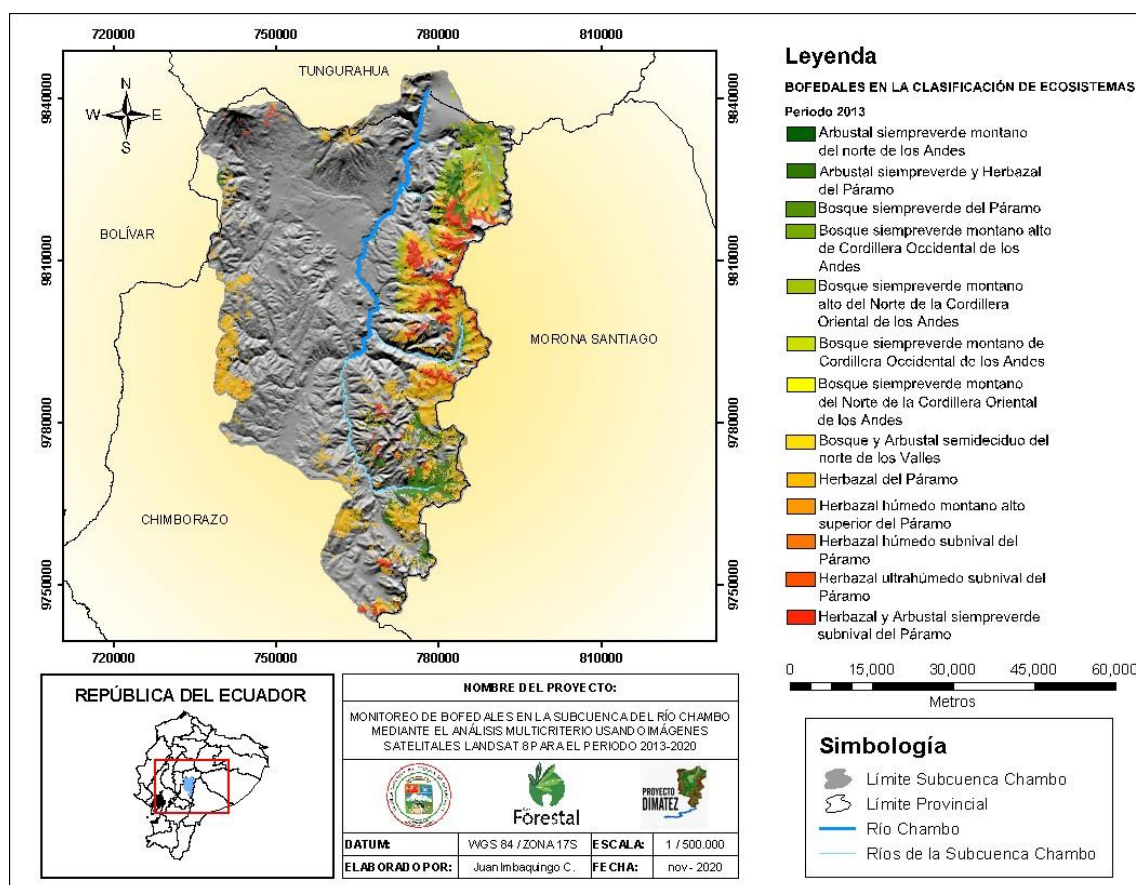 720000 750000 780000 810000
TUNGURAHUA
N
W E
S
9840000 9840000
BOLÍVAR
9810000 9810000
MORONA SANTIAGO
9780000 9780000
CHIMBORAZO
9750000 9750000
720000 750000 780000 810000
Leyenda
BOFEDALES EN LA CLASIFICACIÓN DE ECOSISTEMAS
Periodo 2013
Arbustal siempreverde montano
del norte de los Andes
Arbustal siempreverde y Herbazal
del Páramo
Bosque siempreverde del Páramo
Bosque siempreverde montano alto
de Cordillera Occidental de los
Andes
Bosque siempreverde montano
alto del Norte de la Cordillera
Oriental de los Andes
Bosque siempreverde montano de
Cordillera Occidental de los Andes
Bosque siempreverde montano
del Norte de la Cordillera Oriental
de los Andes
Bosque y Arbustal semideciduo del
norte de los Valles
Herbazal del Páramo
Herbazal húmedo montano alto
superior del Páramo
Herbazal húmedo subnival del
Páramo
Herbazal ultrahúmedo subnival del
Páramo
Herbazal y Arbustal siempreverde
subnival del Páramo
0 15,000 30,000 45,000 60,000
Metros
REPÚBLICA DEL ECUADOR
NOMBRE DEL PROYECTO:
MONITOREO DE BOFEDALES EN LA SUBCUENCA DEL RÍO CHAMBO
MEDIANTE EL ANÁLISIS MULTICRITERIO USANDO IMÁGENES
SATELITALES LANDSAT 8 PARA EL PERIODO 2013-2020
Forestal
PROYECTO
DIMATEZ
DATUM: WGS 84 / ZONA 17S ESCALA: 1 / 500.000
ELABORADO POR: Juan Imbaquingo C. FECHA: nov - 2020
Simbología
Límite Subcuenca Chambo
Límite Provincial
Río Chambo
Ríos de la Subcuenca Chambo